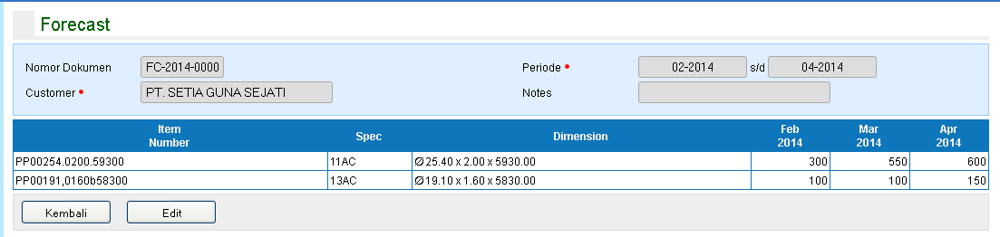 Forecast
Nomor Dokumen FC-2014-0000 Periode • 02-2014 s/d 04-2014
Customer • PT. SETIA GUNA SEJATI Notes
Item Number Spec Dimension Feb 2014 Mar 2014 Apr 2014
PP00254.0200.59300 11AC Ø 25.40 x 2.00 x 5930.00 300 550 600
PP00191,0160b58300 13AC Ø 19.10 x 1.60 x 5830.00 100 100 150
Kembali Edit